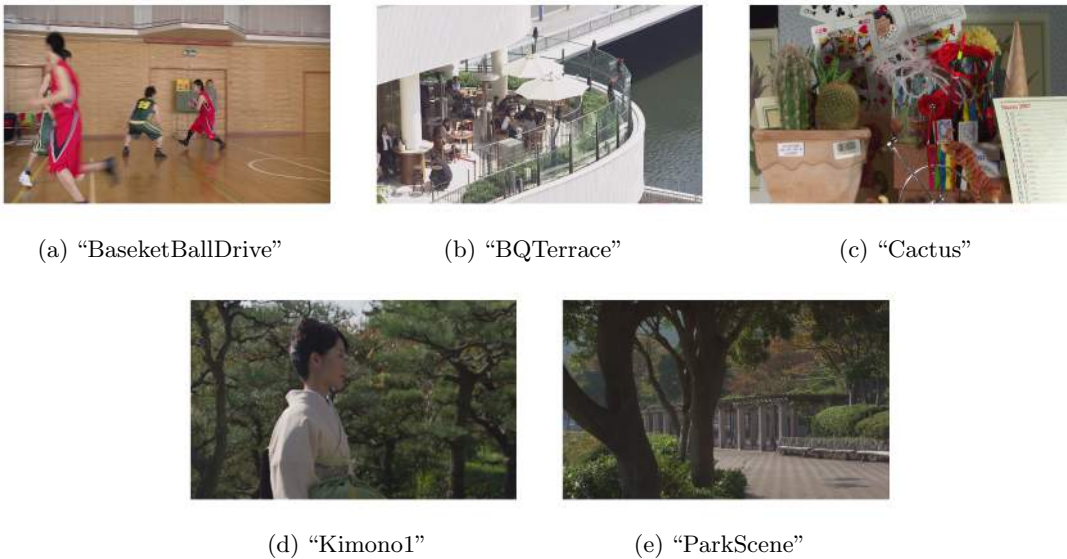 (a) “BaseketBallDrive”
(b) “BQTerrace”
(c) “Cactus”
(d) “Kimono1”
(e) “ParkScene”